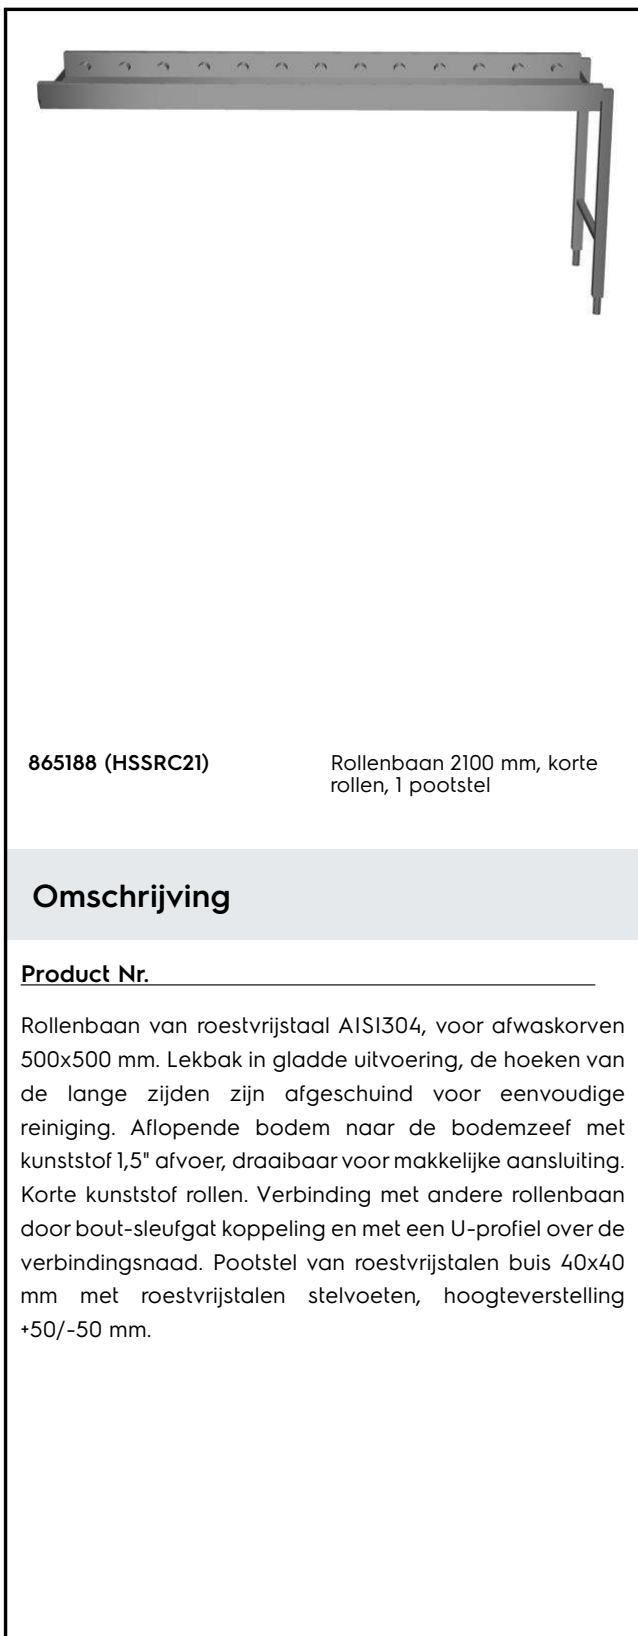 865188 (HSSRC21)
Rollenbaan 2100 mm, korte
rollen, 1 pootstel
Omschrijving
Product Nr.
Rollenbaan van roestvrijstaal AISI304, voor afwaskorven
500x500 mm. Lekbak in gladde uitvoering, de hoeken van
de lange zijden zijn afgeschuind voor eenvoudige
reiniging. Aflopende bodem naar de bodemzeef met
kunststof 1,5" afvoer, draaibaar voor makkelijke aansluiting.
Korte kunststof rollen. Verbinding met andere rollenbaan
door bout-sleufgat koppeling en met een U-profiel over de
verbindingsnaad. Pootstel van roestvrijstalen buis 40x40
mm met roestvrijstalen stelvoeten, hoogteverstelling
+50/-50 mm.